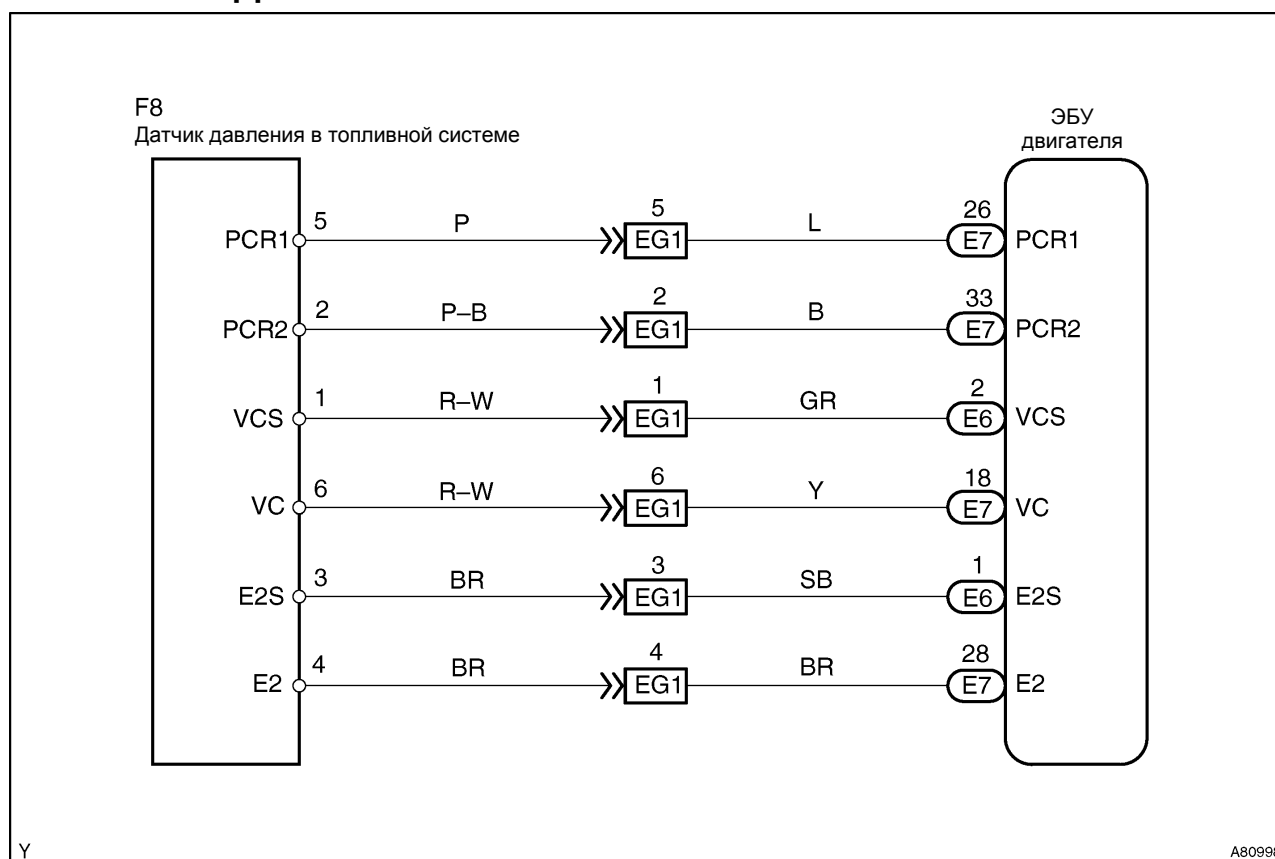 F8
Датчик давления в топливной системе
ЭБУ
двигателя
PCR1 5 P 5 EG1 L 26 E7 PCR1
PCR2 2 P–B 2 EG1 B 33 E7 PCR2
VCS 1 R–W 1 EG1 GR 2 E6 VCS
VC 6 R–W 6 EG1 Y 18 E7 VC
E2S 3 BR 3 EG1 SB 1 E6 E2S
E2 4 BR 4 EG1 BR 28 E7 E2
Y
A80998